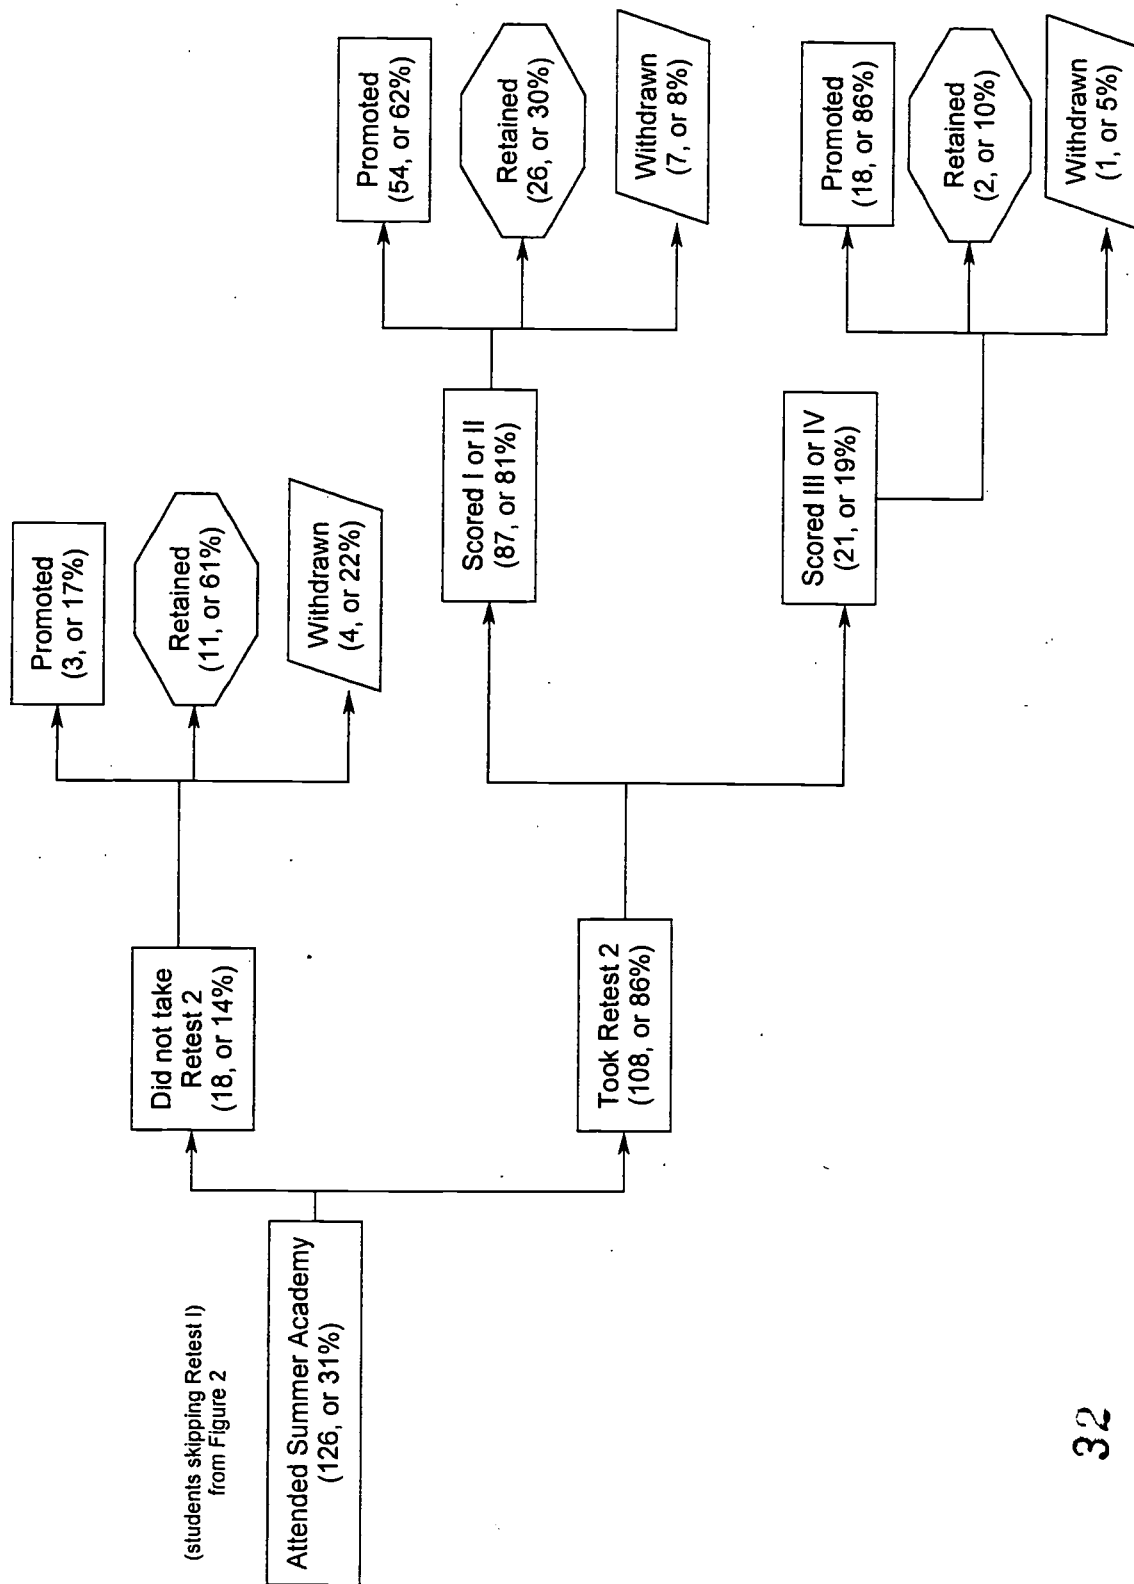 (students skipping Retest I)
from Figure 2
Attended Summer Academy
(126, or 31%)
Did not take
Retest 2
(18, or 14%)
Promoted
(3, or 17%)
Retained
(11, or 61%)
Withdrawn
(4, or 22%)
Took Retest 2
(108, or 86%)
Scored I or II
(87, or 81%)
Promoted
(54, or 62%)
Retained
(26, or 30%)
Withdrawn
(7, or 8%)
Scored III or IV
(21, or 19%)
Promoted
(18, or 86%)
Retained
(2, or 10%)
Withdrawn
(1, or 5%)
32